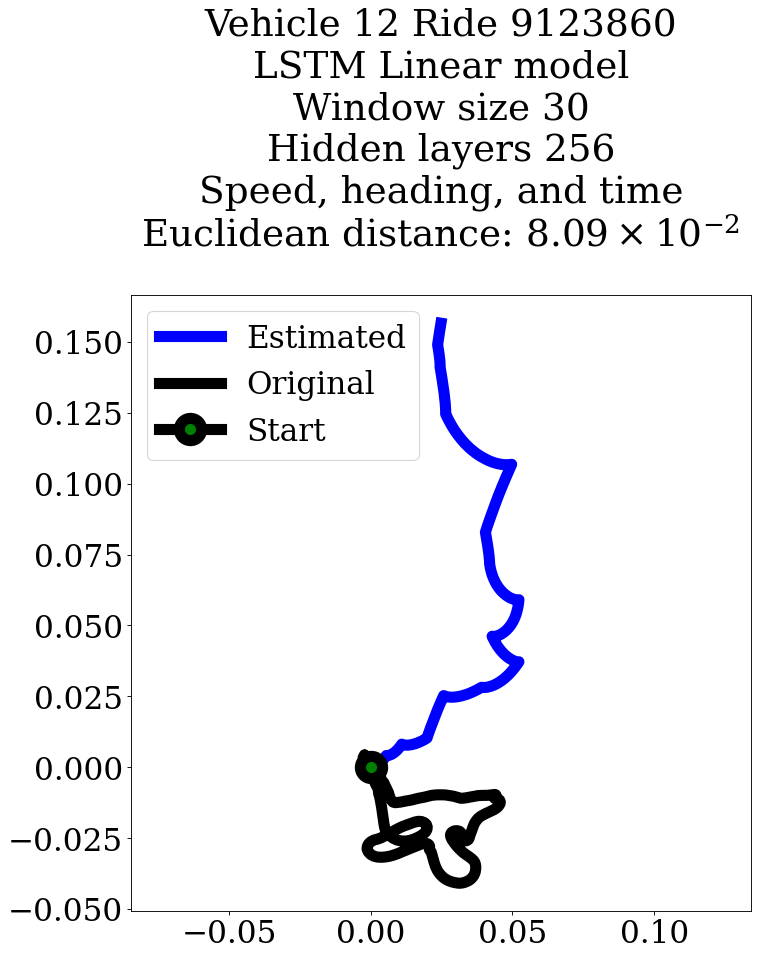 Vehicle 12 Ride 9123860
LSTM Linear model
Window size 30
Hidden layers 256
Speed, heading, and time
Euclidean distance: 8.09 × 10⁻²
Estimated
Original
Start
0.150
0.125
0.100
0.075
0.050
0.025
0.000
−0.025
−0.050
−0.05 0.00 0.05 0.10